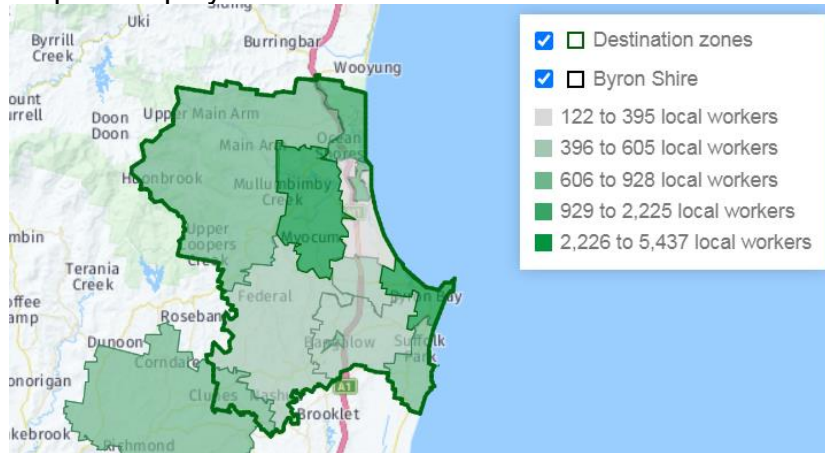 Uki
Byrrill
Creek
Burringbar
Wooyung
Doon
Doon
Upper Main Arm
Main Arm
Ocean
Shores
Huonbrook
Mullumbimby
Creek
Upper
Coopers
Creek
Myocum
Terania
Creek
Federal
Byron Bay
Rosebank
Dunoon
Bangalow
Suffolk
Park
Corndale
A1
Clunes
Nashua
Brooklet
Richmond
Destination zones
Byron Shire
122 to 395 local workers
396 to 605 local workers
606 to 928 local workers
929 to 2,225 local workers
2,226 to 5,437 local workers